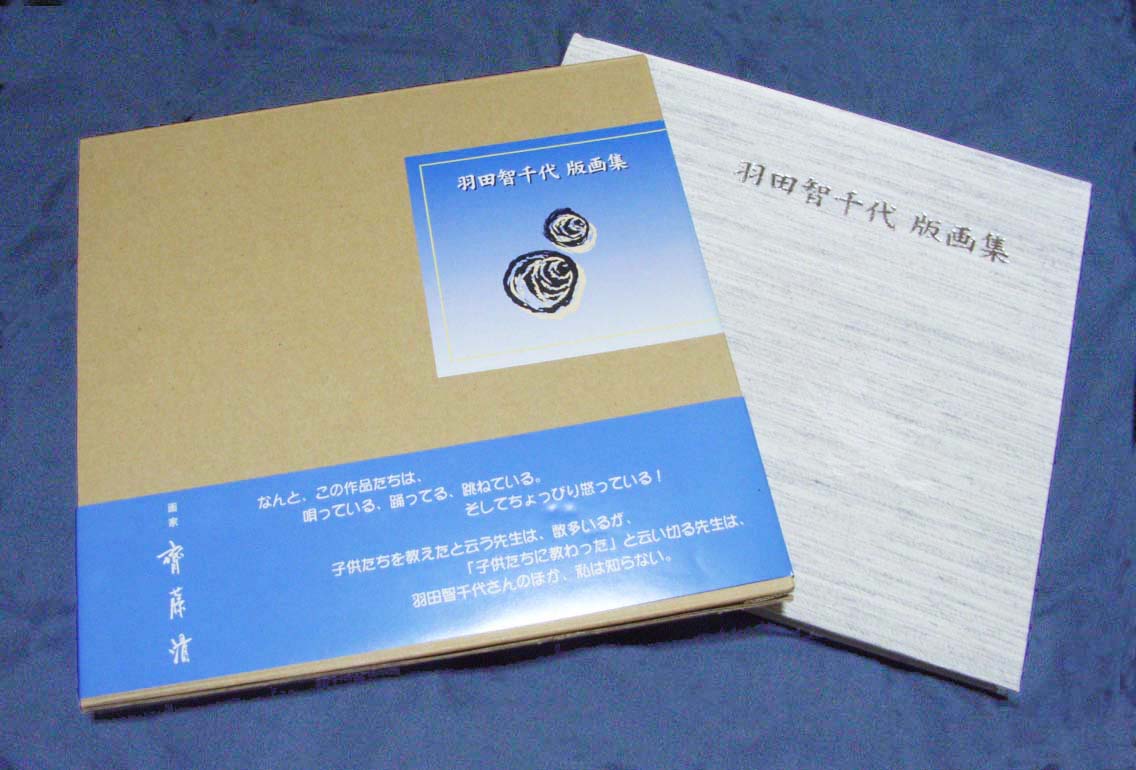 羽田智千代 版画集
羽田智千代 版画集
なんと、この作品たちは、
唄っている、踊ってる、跳ねている。
そしてちょっぴり怒っている！
子供たちを教えたと云う先生は、数多いるが、
「子供たちに教わった」と云い切る先生は、
羽田智千代さんのほか、私は知らない。
画家
齋藤清